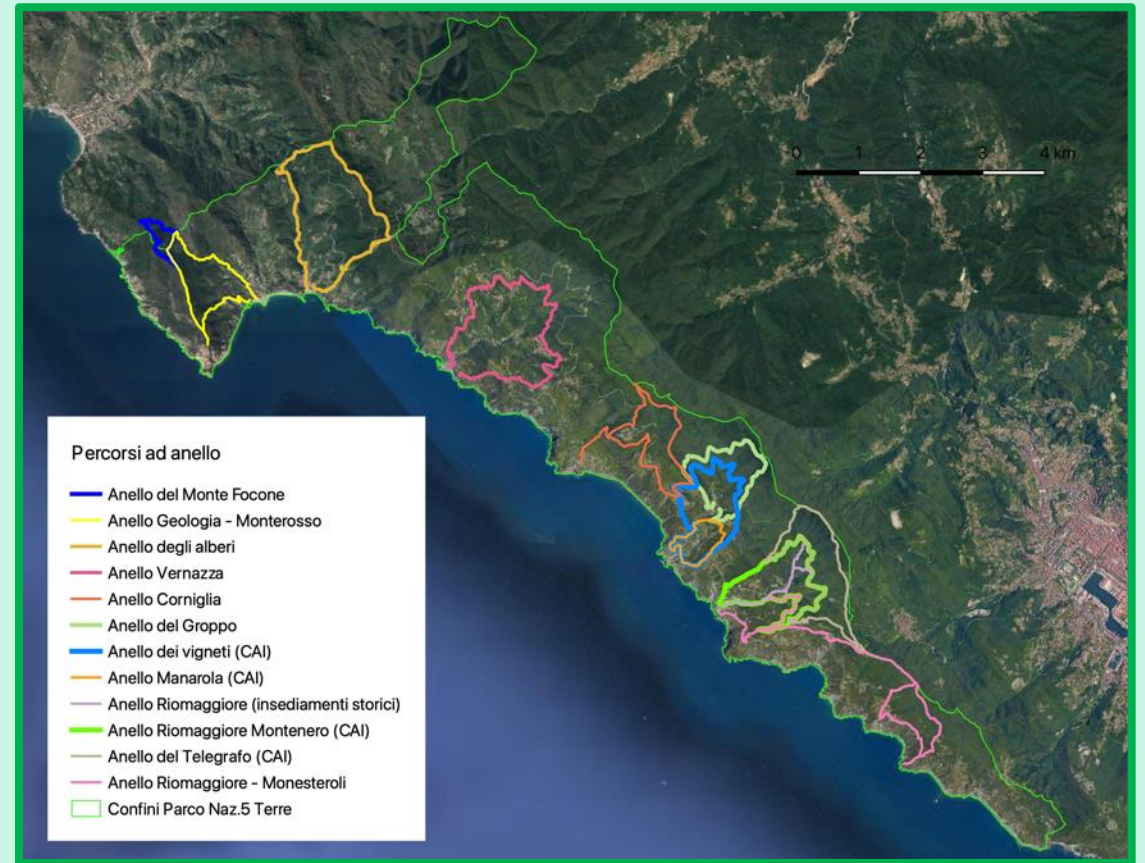 0 1 2 3 4 km
Percorsi ad anello
Anello del Monte Focone
Anello Geologia - Monterosso
Anello degli alberi
Anello Vernazza
Anello Corniglia
Anello del Groppo
Anello dei vigneti (CAI)
Anello Manarola (CAI)
Anello Riomaggiore (insediamenti storici)
Anello Riomaggiore Montenero (CAI)
Anello del Telegrafo (CAI)
Anello Riomaggiore - Monesteroli
Confini Parco Naz.5 Terre